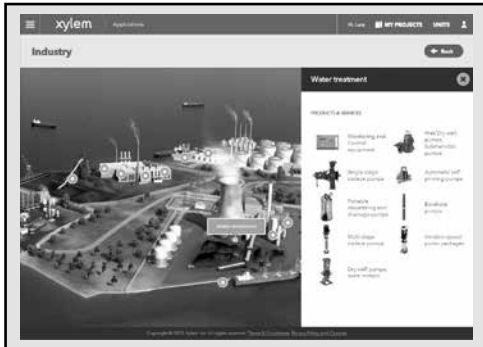 xylem
Applications
MY PROJECTS
UNITS
Industry
Back
Water treatment
PRODUCTS & SERVICES
Monitoring and
Control
equipment
Wet/Dry well
pumps,
Submersible
pumps
Single stage
surface pumps
Automatic self
priming pumps
Portable
dewatering and
drainage pumps
Borehole
pumps
Multi stage
surface pumps
Variable speed
pump packages
Dry well pumps,